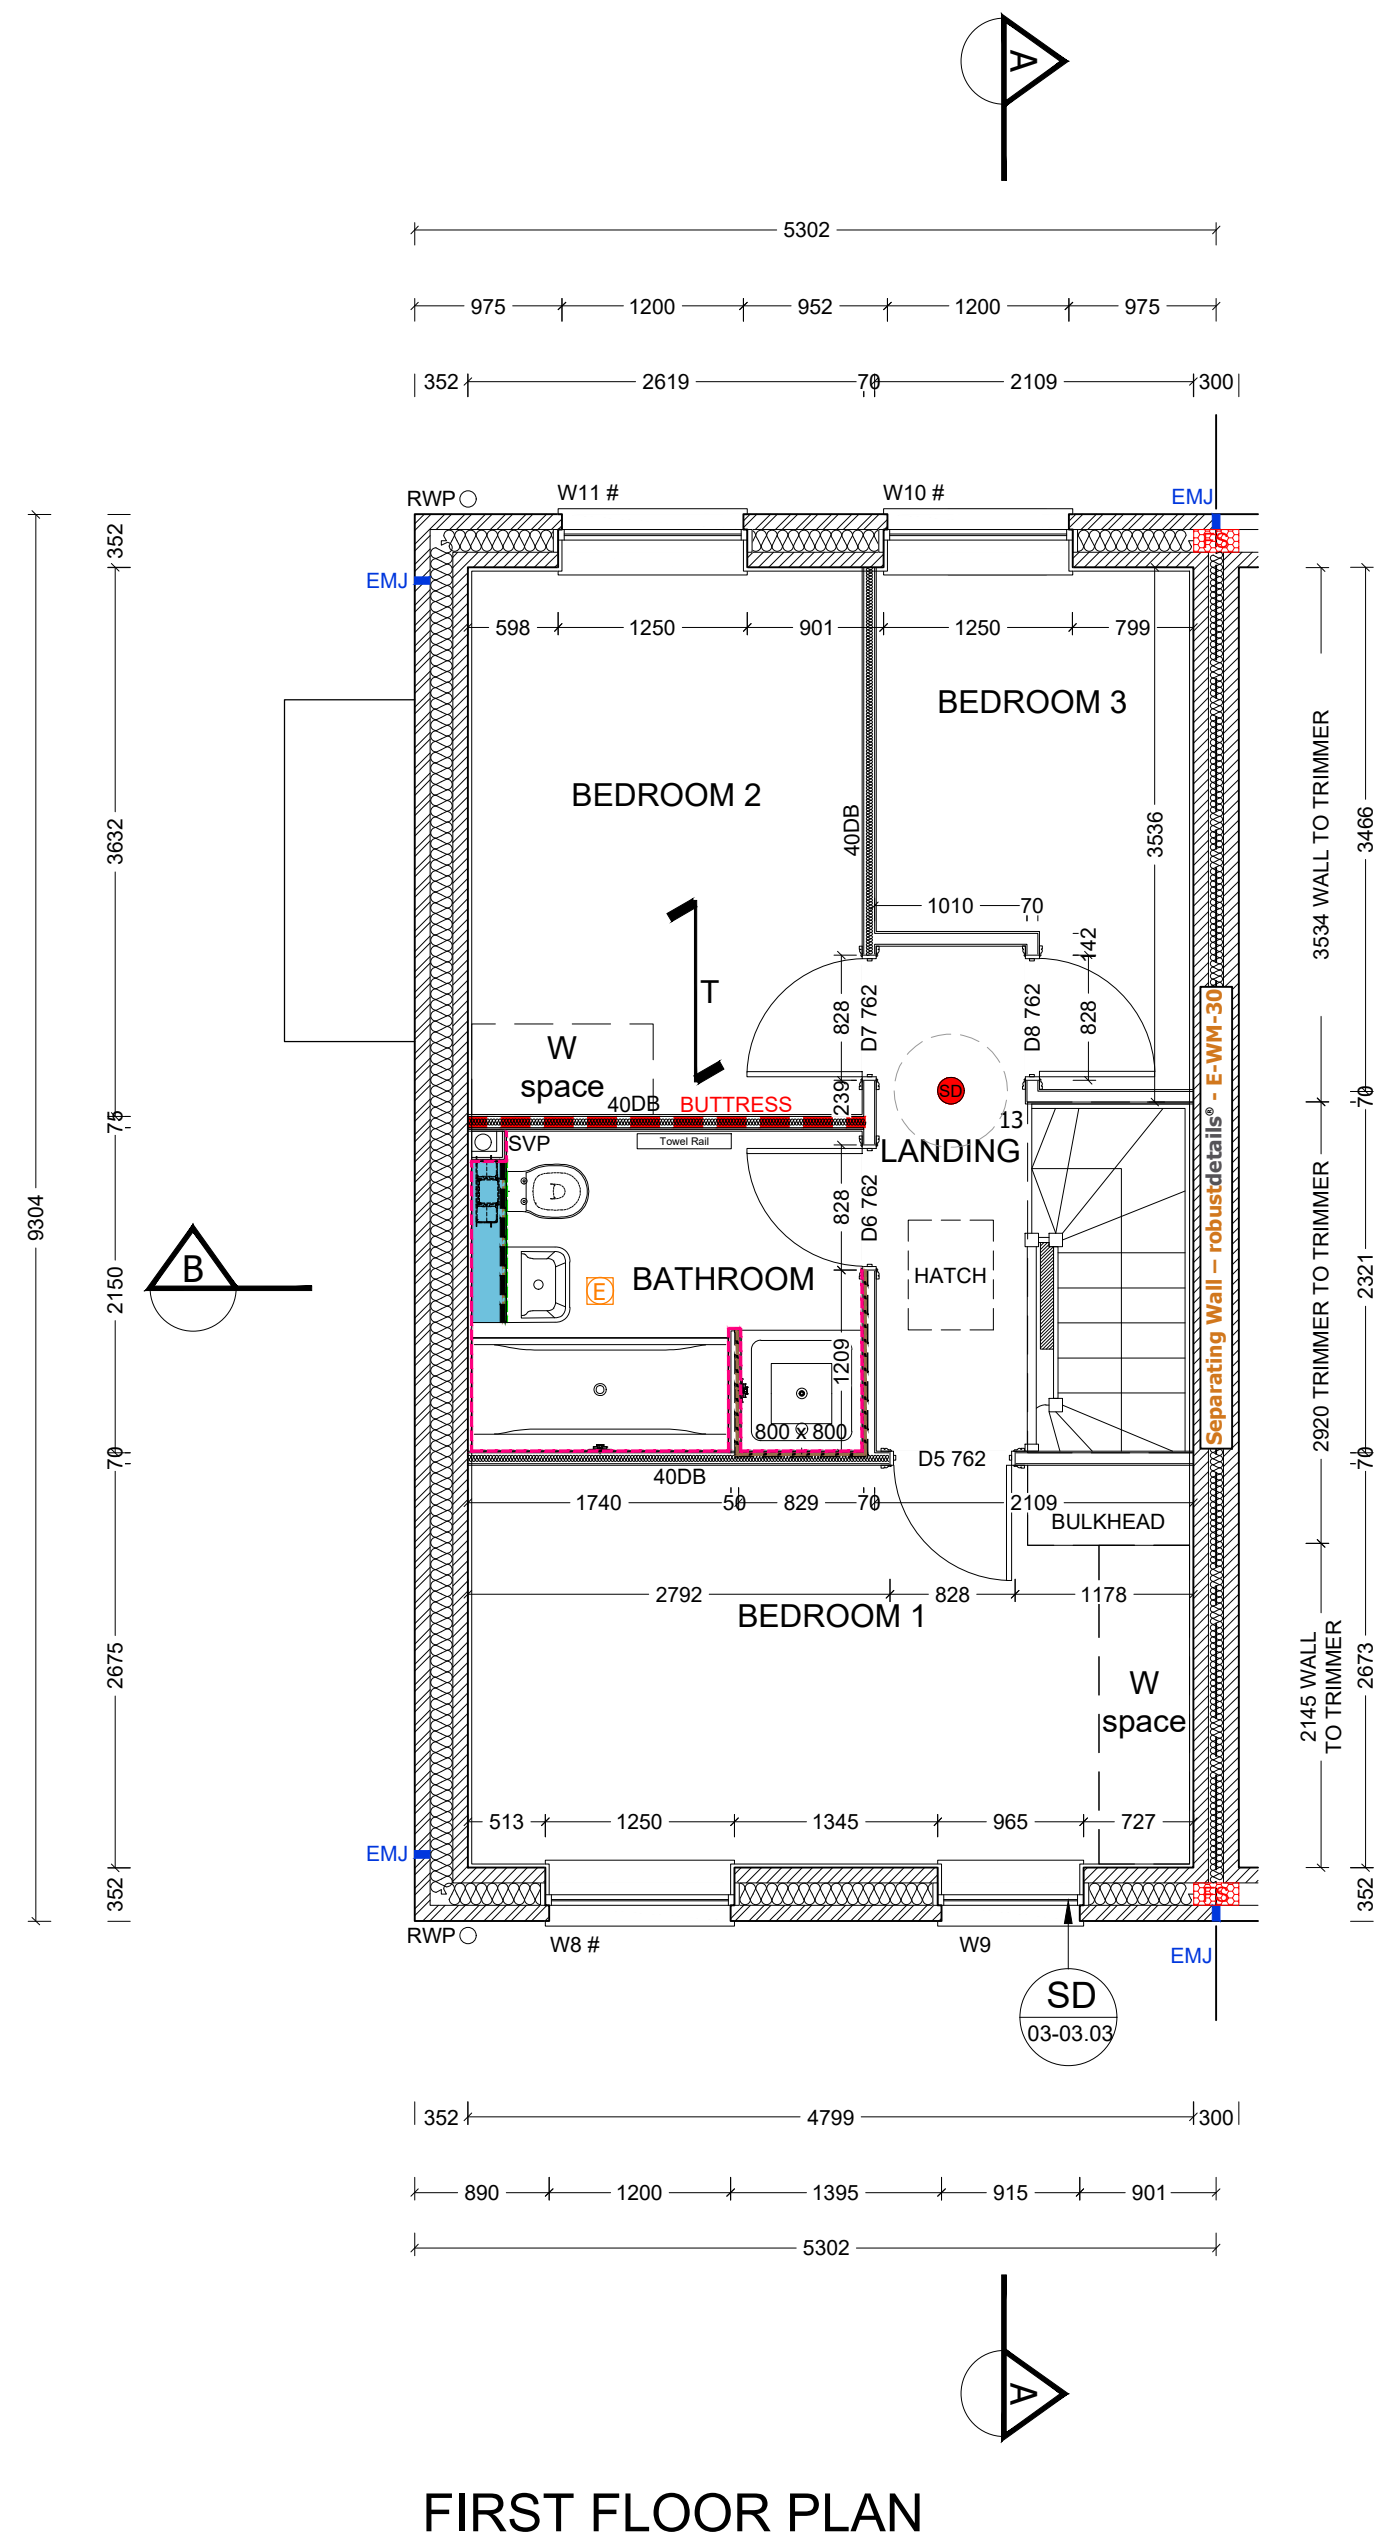 A
5302
975 1200 952 1200 975
352 2619 70 2109 300
RWP W11 # W10 # EMJ
FS
EMJ
598 1250 901 1250 799
BEDROOM 3
BEDROOM 2
40DB
3536
1010 70
142
T
828
D7 762
D8 762
828
W
space
SD
239
40DB BUTTRESS
13
SVP
Towel Rail
LANDING
828
D6 762
HATCH
BATHROOM
E
B
1209
800 x 800
40DB
D5 762
1740 50 829 70 2109
BULKHEAD
2792 828 1178
BEDROOM 1
W
space
513 1250 1345 965 727
EMJ
FS
RWP W8 # W9
EMJ
SD
03-03.03
352 4799 300
890 1200 1395 915 901
5302
A
9304
352
3632
75
2150
70
2675
352
Separating Wall – robustdetails® - E-WM-30
3534 WALL TO TRIMMER
2920 TRIMMER TO TRIMMER
2145 WALL
TO TRIMMER
3466
70
2321
70
2673
352
FIRST FLOOR PLAN